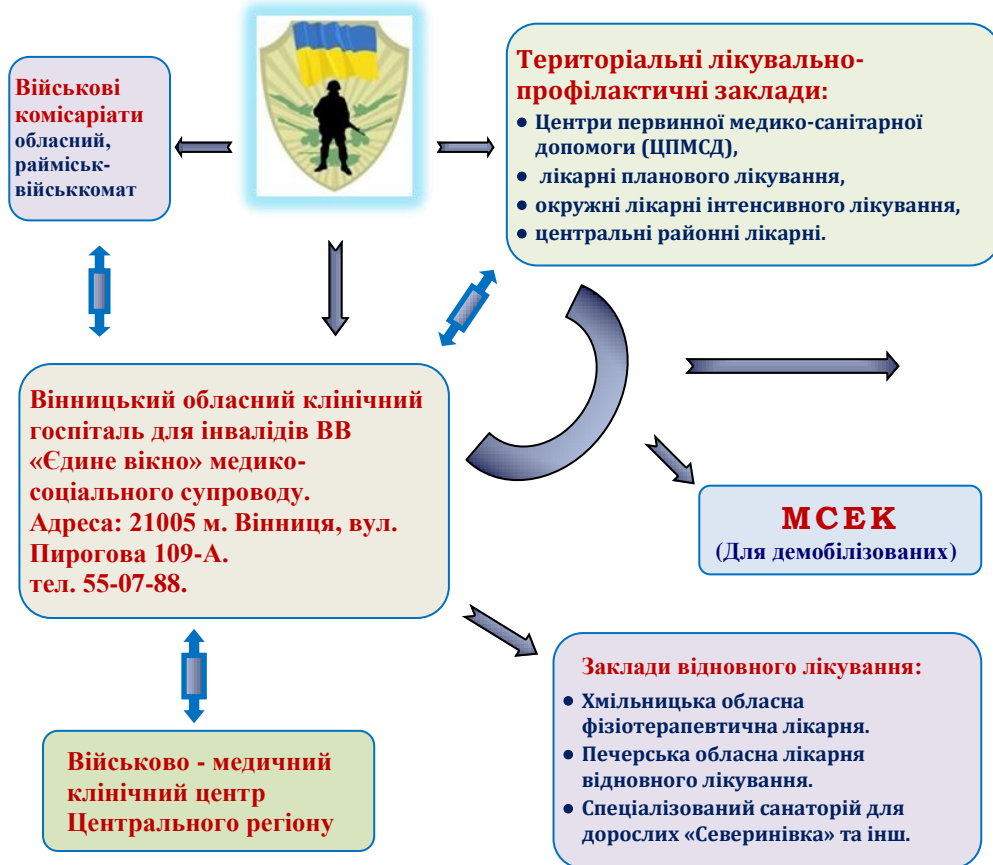 Військові
комісаріати
обласний,
райміськ-
військкомат
Територіальні лікувально-
профілактичні заклади:
• Центри первинної медико-санітарної
допомоги (ЦПМСД),
• лікарні планового лікування,
• окружні лікарні інтенсивного лікування,
• центральні районні лікарні.
Вінницький обласний клінічний
госпіталь для інвалідів ВВ
«Єдине вікно» медико-
соціального супроводу.
Адреса: 21005 м. Вінниця, вул.
Пирогова 109-А.
тел. 55-07-88.
МСЕК
(Для демобілізованих)
Заклади відновного лікування:
• Хмільницька обласна
фізіотерапевтична лікарня.
• Печерська обласна лікарня
відновного лікування.
• Спеціалізований санаторій для
дорослих «Северинівка» та інш.
Військово - медичний
клінічний центр
Центрального регіону